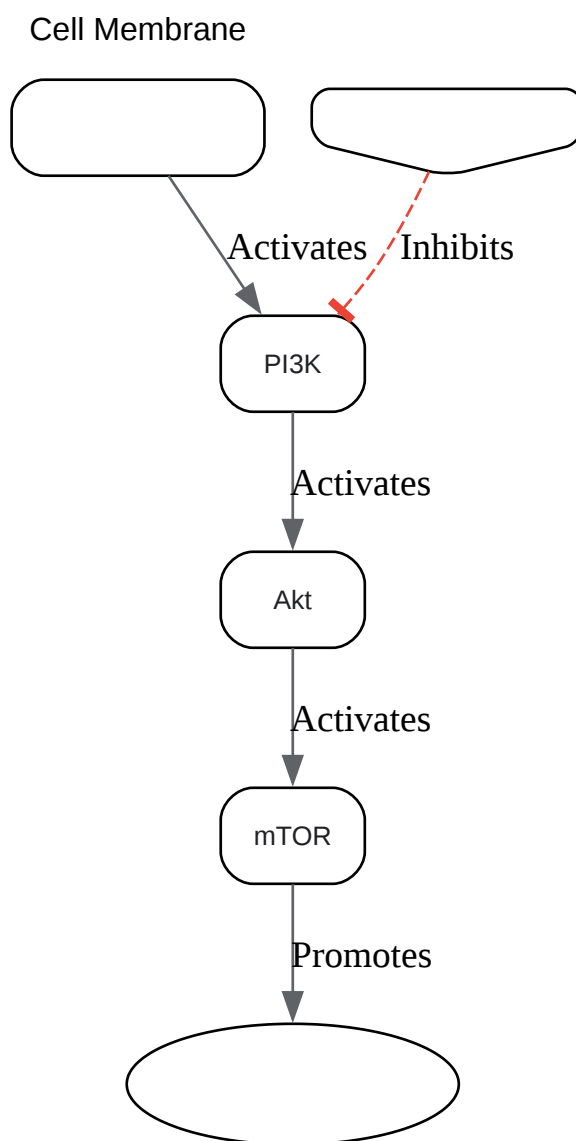 Cell Membrane
Activates
Inhibits
PI3K
Activates
Akt
Activates
mTOR
Promotes